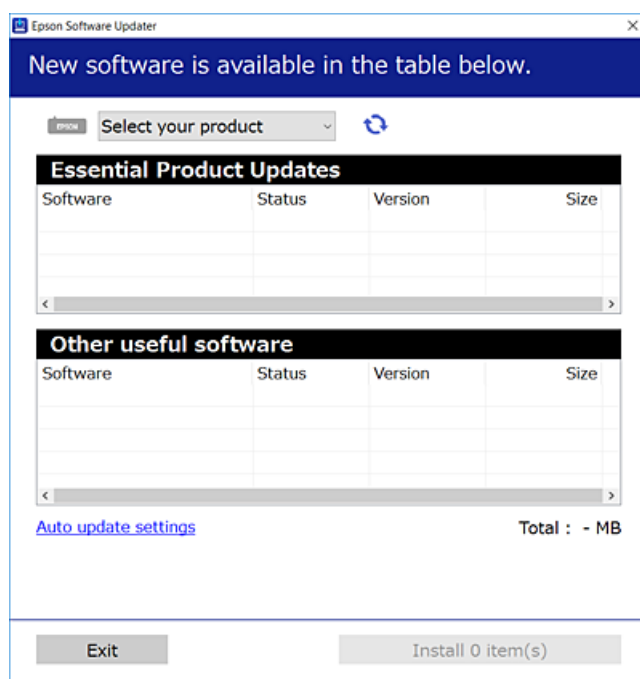 Epson Software Updater
New software is available in the table below.
EPSON Select your product
Essential Product Updates
Software Status Version Size
Other useful software
Software Status Version Size
Auto update settings Total : - MB
Exit Install 0 item(s)